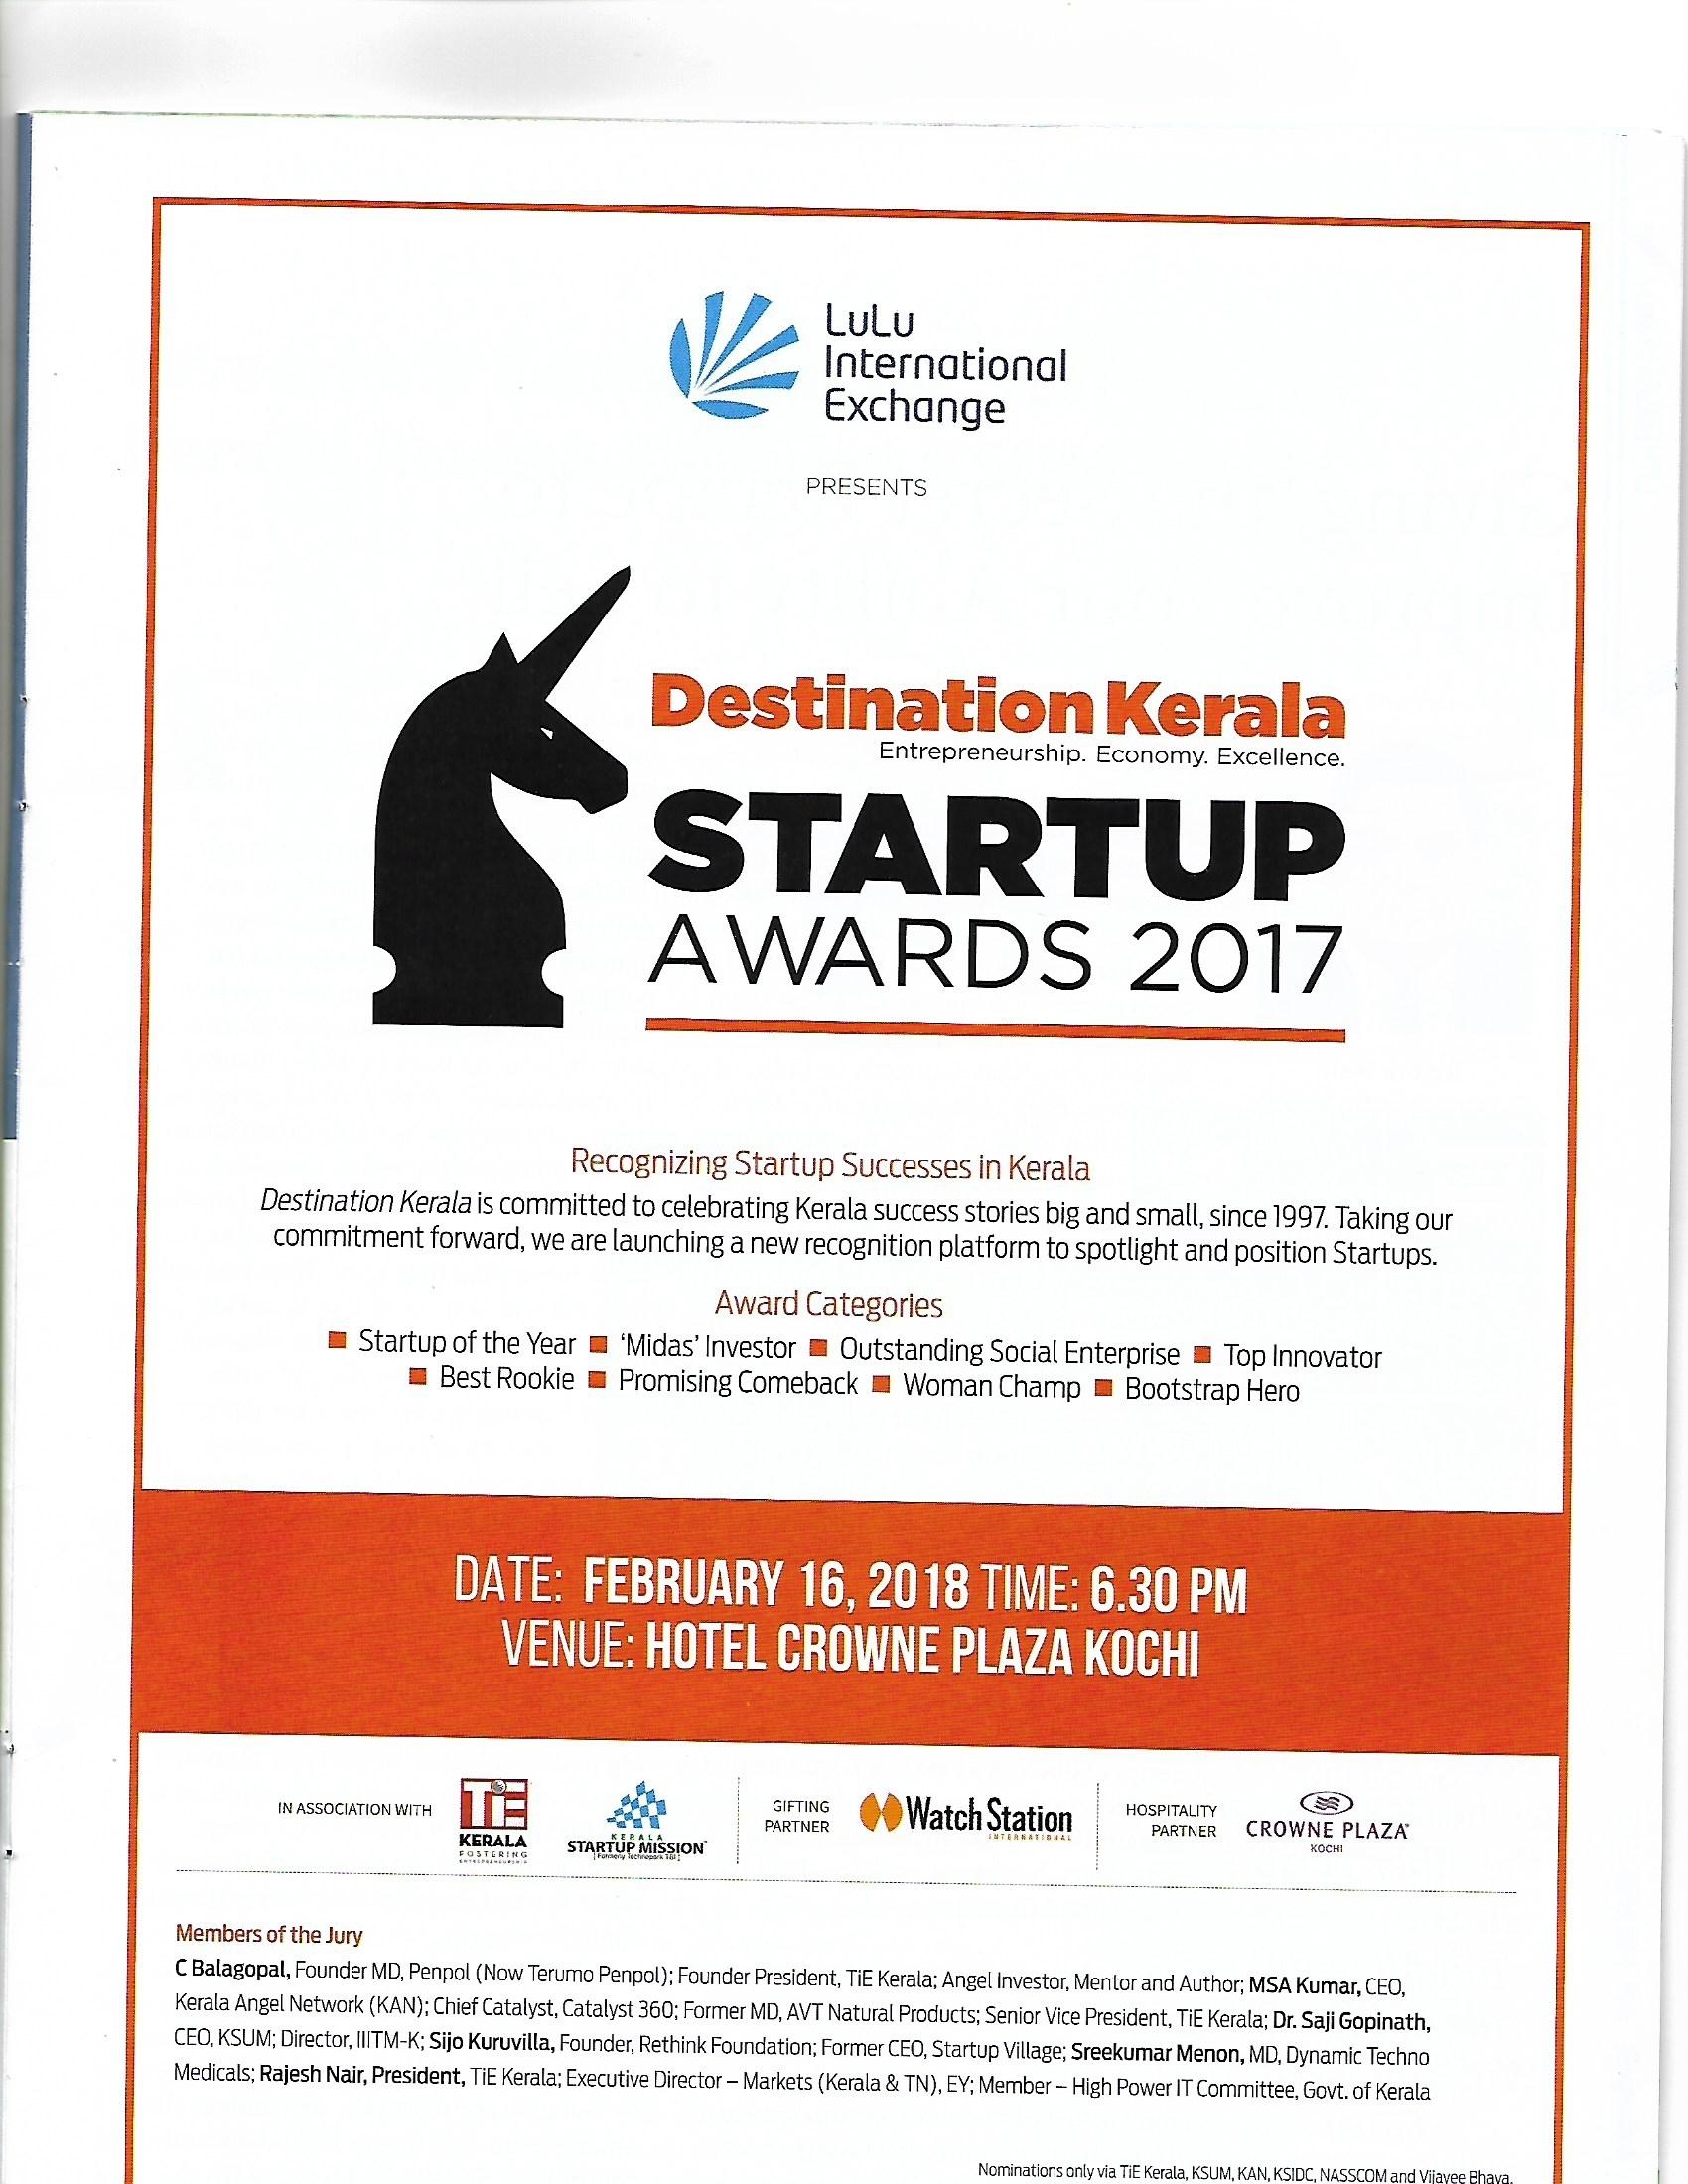 LuLu
International
Exchange
PRESENTS
Destination Kerala
Entrepreneurship. Economy. Excellence.
STARTUP
AWARDS 2017
Recognizing Startup Successes in Kerala
Destination Kerala is committed to celebrating Kerala success stories big and small, since 1997. Taking our
commitment forward, we are launching a new recognition platform to spotlight and position Startups.
Award Categories
■ Startup of the Year ■ ‘Midas’ Investor ■ Outstanding Social Enterprise ■ Top Innovator
■ Best Rookie ■ Promising Comeback ■ Woman Champ ■ Bootstrap Hero
DATE: FEBRUARY 16, 2018 TIME: 6.30 PM
VENUE: HOTEL CROWNE PLAZA KOCHI
IN ASSOCIATION WITH
TiE
KERALA
FOSTERING
ENTREPRENEURSHIP
KERALA
STARTUP MISSION
[Formerly Technopark TBI]
GIFTING
PARTNER
Watch Station
INTERNATIONAL
HOSPITALITY
PARTNER
CROWNE PLAZA
KOCHI
Members of the Jury
C Balagopal, Founder MD, Penpol (Now Terumo Penpol); Founder President, TiE Kerala; Angel Investor, Mentor and Author; MSA Kumar, CEO,
Kerala Angel Network (KAN); Chief Catalyst, Catalyst 360; Former MD, AVT Natural Products; Senior Vice President, TiE Kerala; Dr. Saji Gopinath,
CEO, KSUM; Director, IIITM-K; Sijo Kuruvilla, Founder, Rethink Foundation; Former CEO, Startup Village; Sreekumar Menon, MD, Dynamic Techno
Medicals; Rajesh Nair, President, TiE Kerala; Executive Director – Markets (Kerala & TN), EY; Member – High Power IT Committee, Govt. of Kerala
Nominations only via TiE Kerala, KSUM, KAN, KSIDC, NASSCOM and Vijayee Bhava.